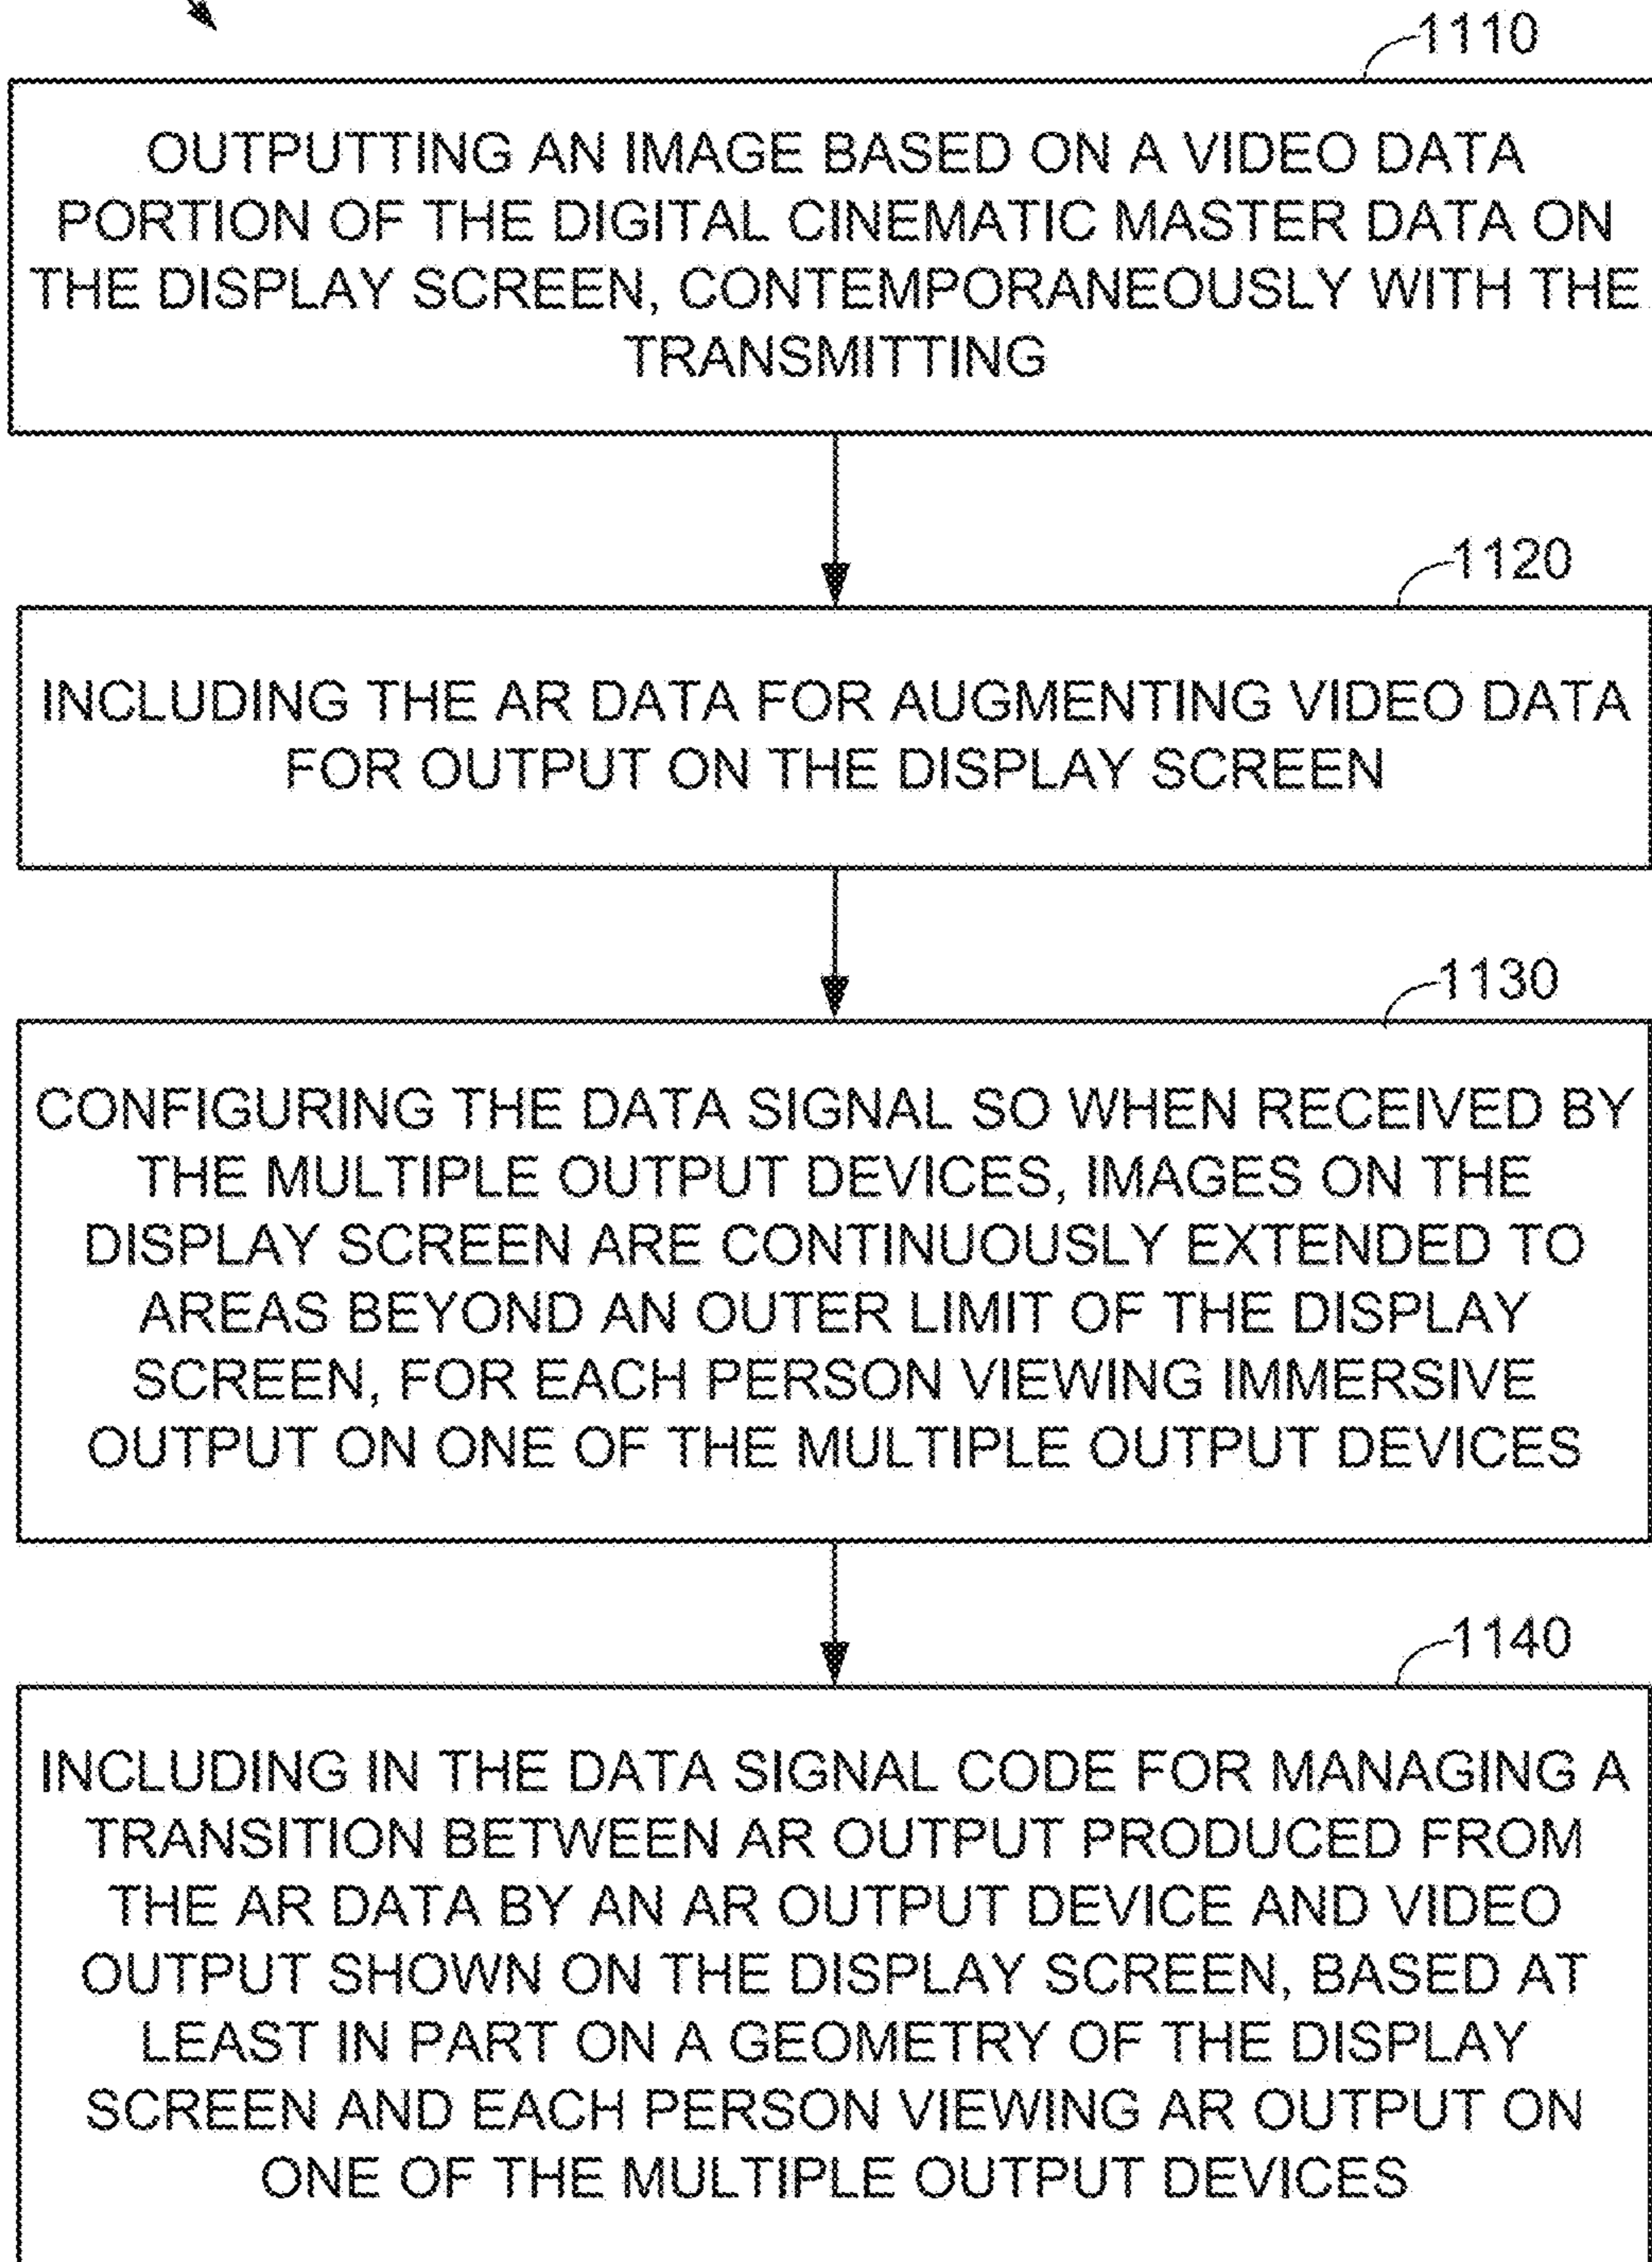 1110
OUTPUTTING AN IMAGE BASED ON A VIDEO DATA
PORTION OF THE DIGITAL CINEMATIC MASTER DATA ON
THE DISPLAY SCREEN, CONTEMPORANEOUSLY WITH THE
TRANSMITTING
1120
INCLUDING THE AR DATA FOR AUGMENTING VIDEO DATA
FOR OUTPUT ON THE DISPLAY SCREEN
1130
CONFIGURING THE DATA SIGNAL SO WHEN RECEIVED BY
THE MULTIPLE OUTPUT DEVICES, IMAGES ON THE
DISPLAY SCREEN ARE CONTINUOUSLY EXTENDED TO
AREAS BEYOND AN OUTER LIMIT OF THE DISPLAY
SCREEN, FOR EACH PERSON VIEWING IMMERSIVE
OUTPUT ON ONE OF THE MULTIPLE OUTPUT DEVICES
1140
INCLUDING IN THE DATA SIGNAL CODE FOR MANAGING A
TRANSITION BETWEEN AR OUTPUT PRODUCED FROM
THE AR DATA BY AN AR OUTPUT DEVICE AND VIDEO
OUTPUT SHOWN ON THE DISPLAY SCREEN, BASED AT
LEAST IN PART ON A GEOMETRY OF THE DISPLAY
SCREEN AND EACH PERSON VIEWING AR OUTPUT ON
ONE OF THE MULTIPLE OUTPUT DEVICES